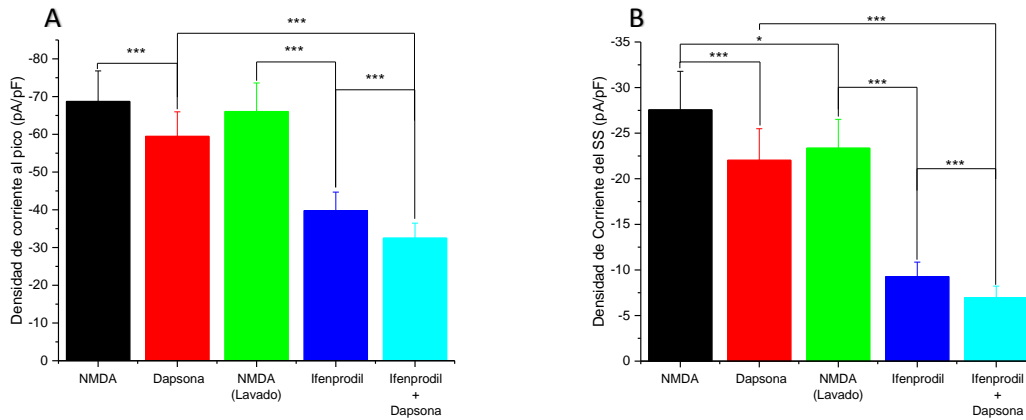 A
Densidad de corriente al pico (pA/pF)
-80
-70
-60
-50
-40
-30
-20
-10
0
***
***
***
***
NMDA
Dapsona
NMDA
(Lavado)
Ifenprodil
Ifenprodil
+
Dapsona
B
Densidad de Corriente del SS (pA/pF)
-35
-30
-25
-20
-15
-10
-5
0
***
*
***
***
***
NMDA
Dapsona
NMDA
(Lavado)
Ifenprodil
Ifenprodil
+
Dapsona